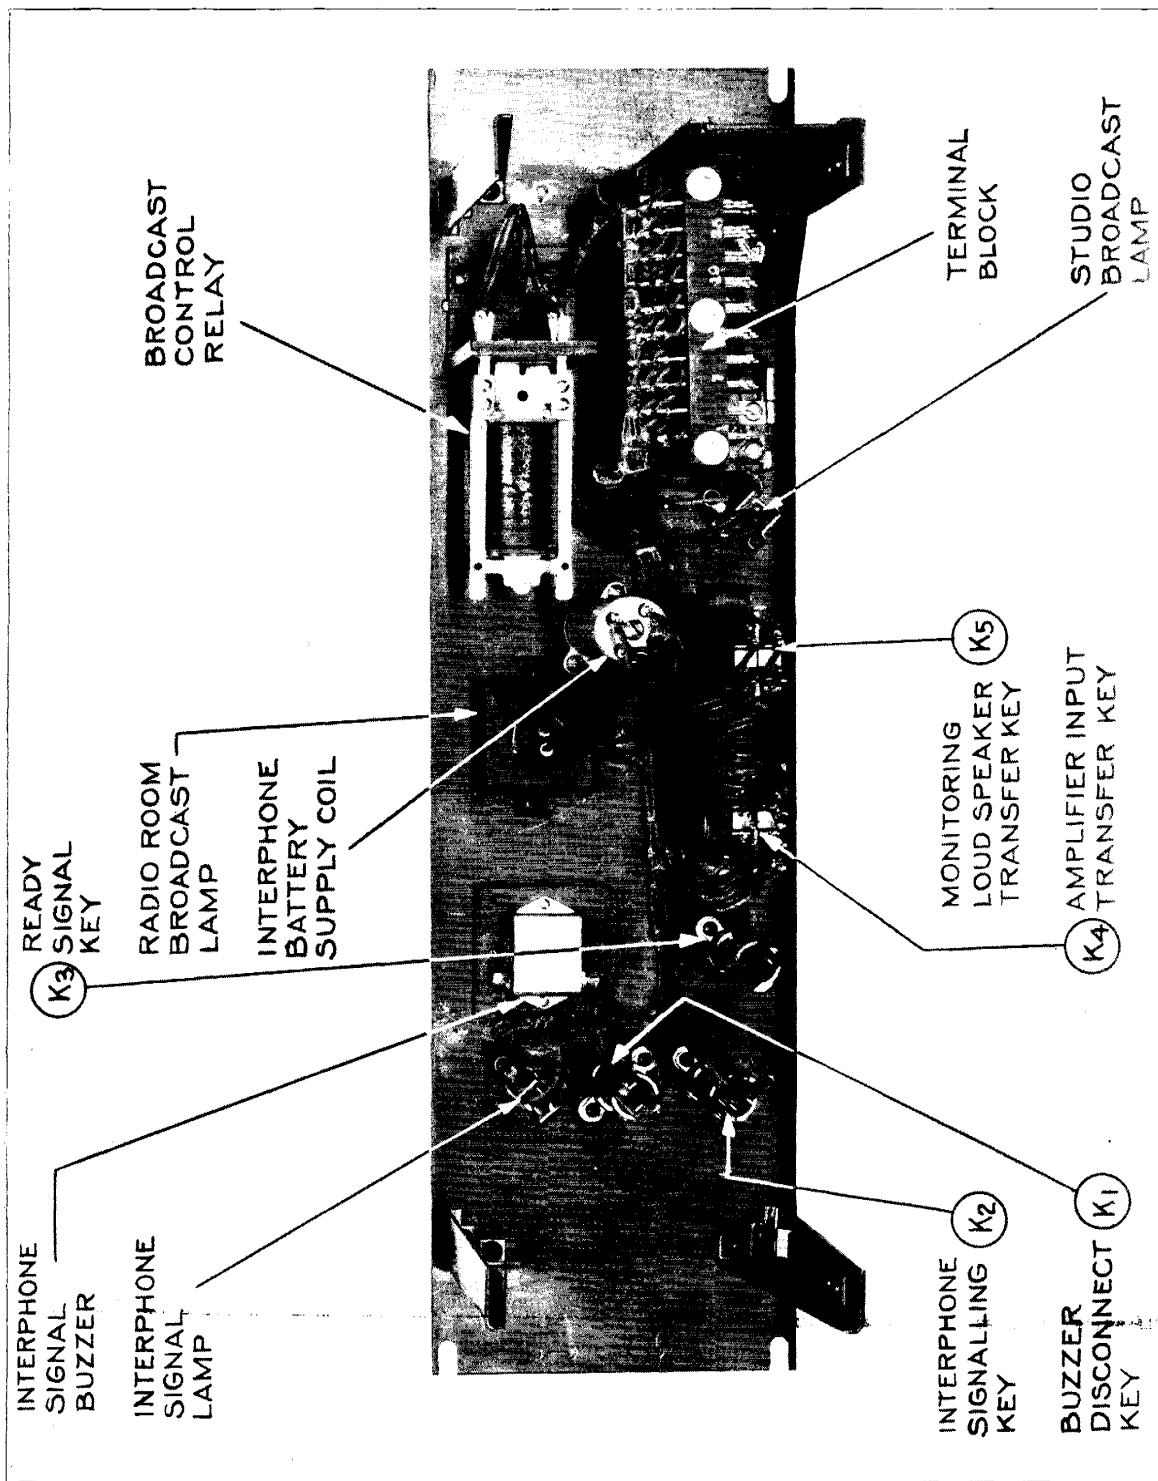 INTERPHONE
SIGNAL
BUZZER
INTERPHONE
SIGNAL
LAMP
K3 READY
SIGNAL
KEY
RADIO ROOM
BROADCAST
LAMP
INTERPHONE
BATTERY
SUPPLY COIL
BROADCAST
CONTROL
RELAY
INTERPHONE
SIGNALLING K2
KEY
BUZZER
DISCONNECT K1
KEY
MONITORING
LOUD SPEAKER K5
TRANSFER KEY
K4 AMPLIFIER INPUT
TRANSFER KEY
TERMINAL
BLOCK
STUDIO
BROADCAST
LAMP